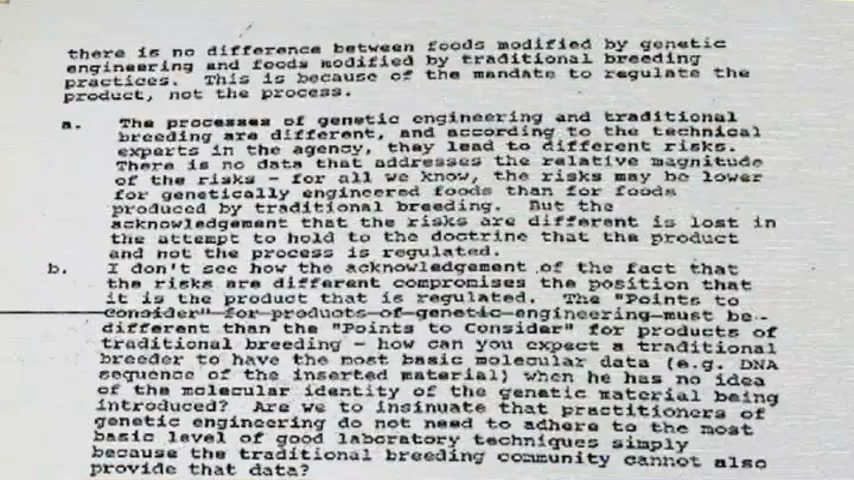 there is no difference between foods modified by genetic
engineering and foods modified by traditional breeding
practices. This is because of the mandate to regulate the
product, not the process.
a. The processes of genetic engineering and traditional
breeding are different, and according to the technical
experts in the agency, they lead to different risks.
There is no data that addresses the relative magnitude
of the risks - for all we know, the risks may be lower
for genetically engineered foods than for foods
produced by traditional breeding. But the
acknowledgement that the risks are different is lost in
the attempt to hold to the doctrine that the product
and not the process is regulated.
b. I don't see how the acknowledgement of the fact that
the risks are different compromises the position that
it is the product that is regulated. The "Points to
Consider" for products of genetic engineering must be
different than the "Points to Consider" for products of
traditional breeding - how can you expect a traditional
breeder to have the most basic molecular data (e.g. DNA
sequence of the inserted material) when he has no idea
of the molecular identity of the genetic material being
introduced? Are we to insinuate that practitioners of
genetic engineering do not need to adhere to the most
basic level of good laboratory techniques simply
because the traditional breeding community cannot also
provide that data?